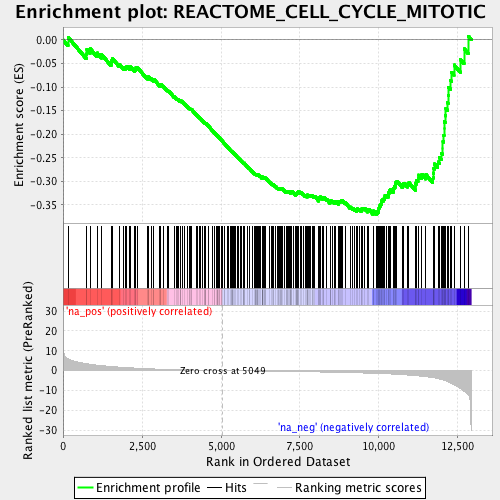 Enrichment plot: REACTOME_CELL_CYCLE_MITOTIC
Enrichment score (ES)
0.00
-0.05
-0.10
-0.15
-0.20
-0.25
-0.30
-0.35
Ranked list metric (PreRanked)
'na_pos' (positively correlated)
30
20
10
0
-10
-20
-30
Zero cross at 5049
'na_neg' (negatively correlated)
0
2,500
5,000
7,500
10,000
12,500
Rank in Ordered Dataset
Enrichment profile
Hits
Ranking metric scores